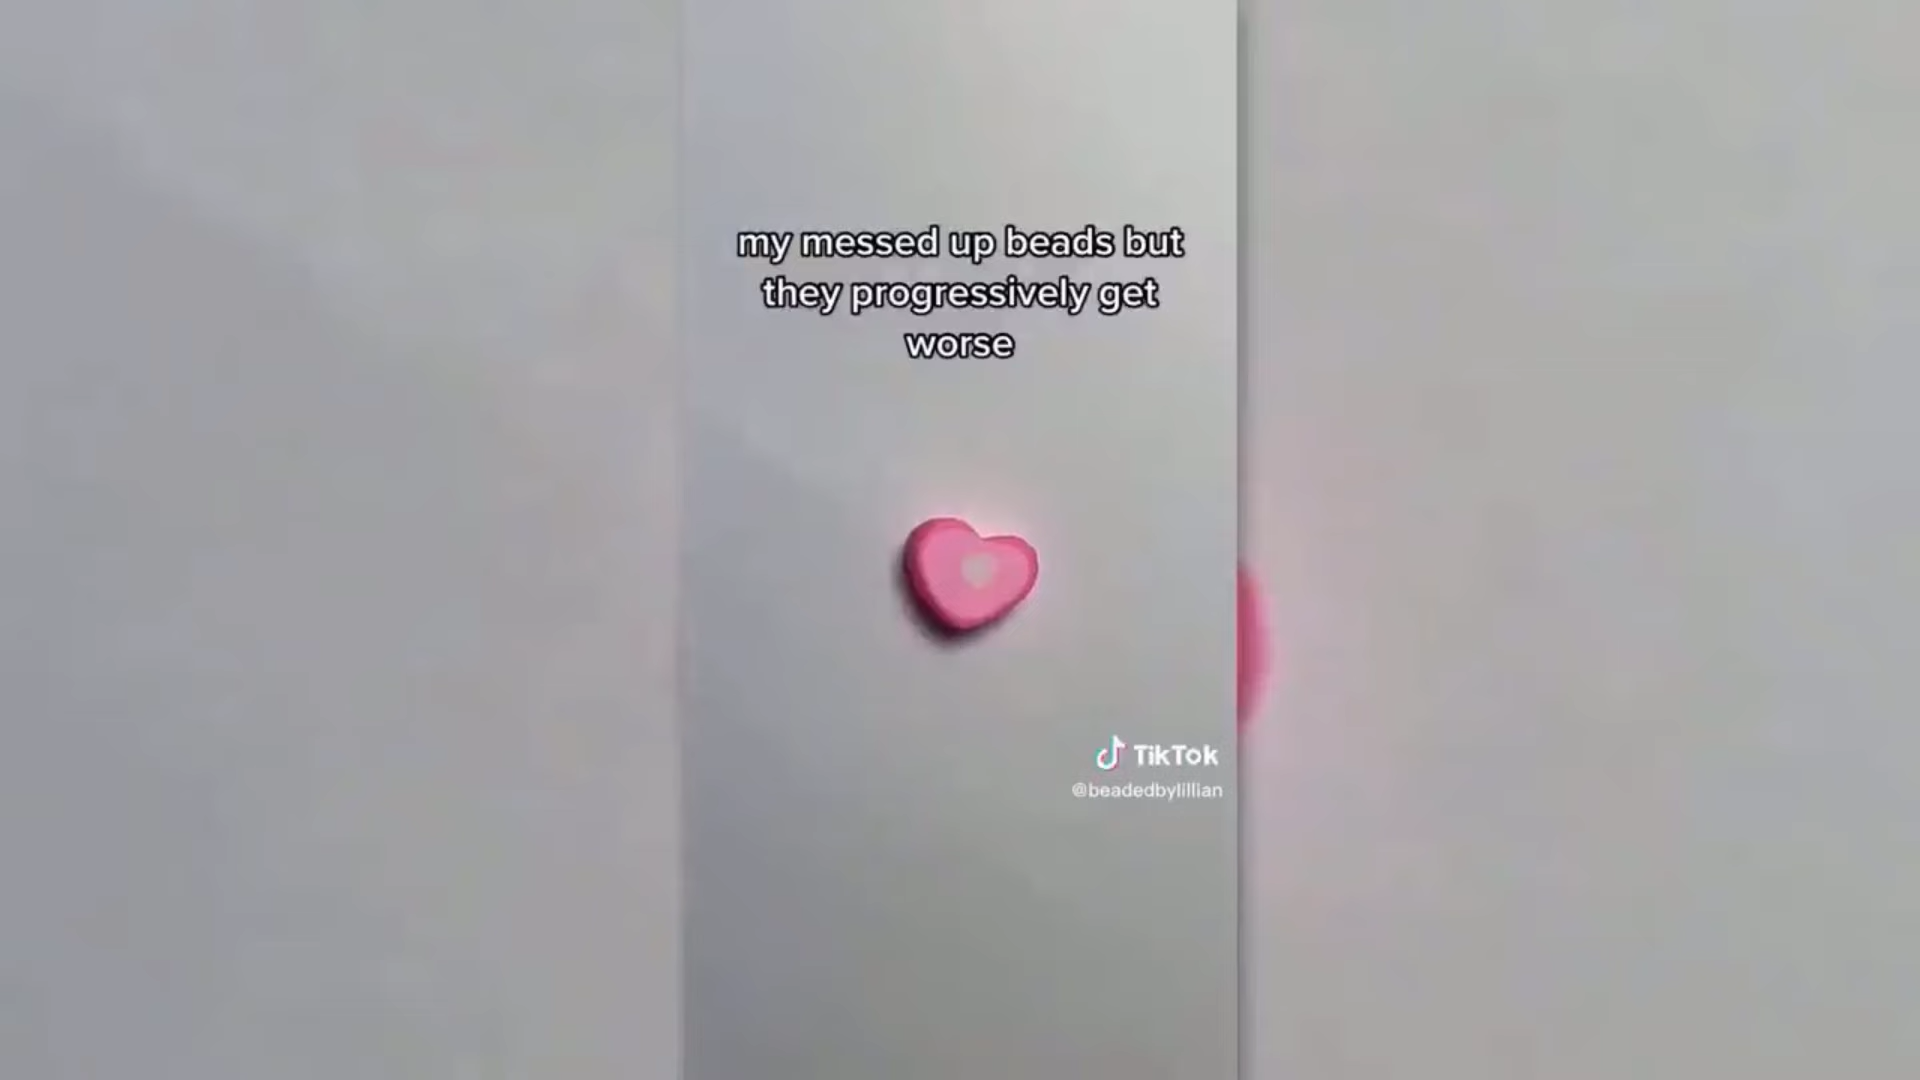 my messed up beads but
they progressively get
worse
TikTok
@beadedbylillian